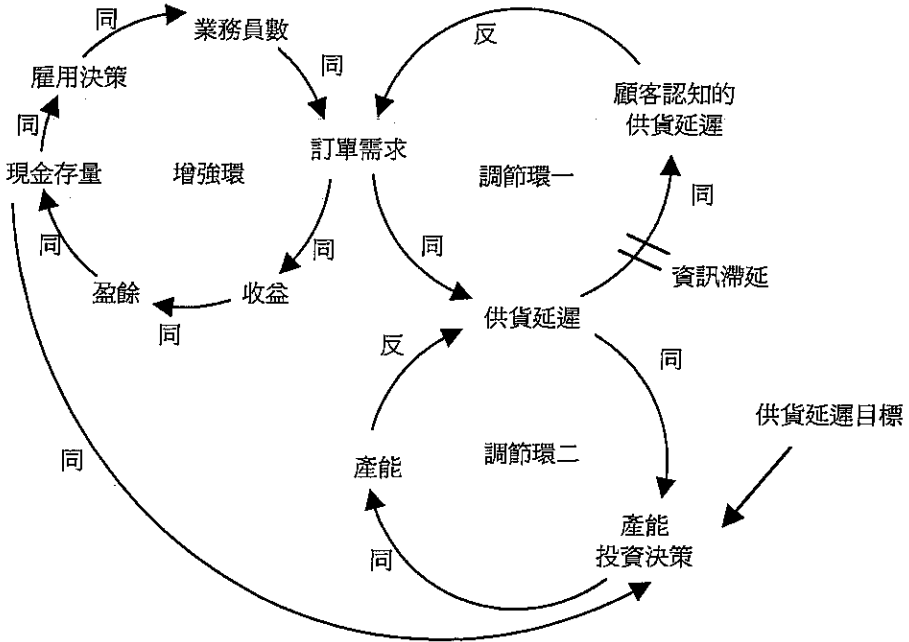 同
業務員數
反
同
雇用決策
顧客認知的
供貨延遲
同
訂單需求
現金存量
增強環
調節環一
同
同
同
同
資訊滯延
盈餘
收益
供貨延遲
同
反
同
供貨延遲目標
同
產能
調節環二
產能
投資決策
同